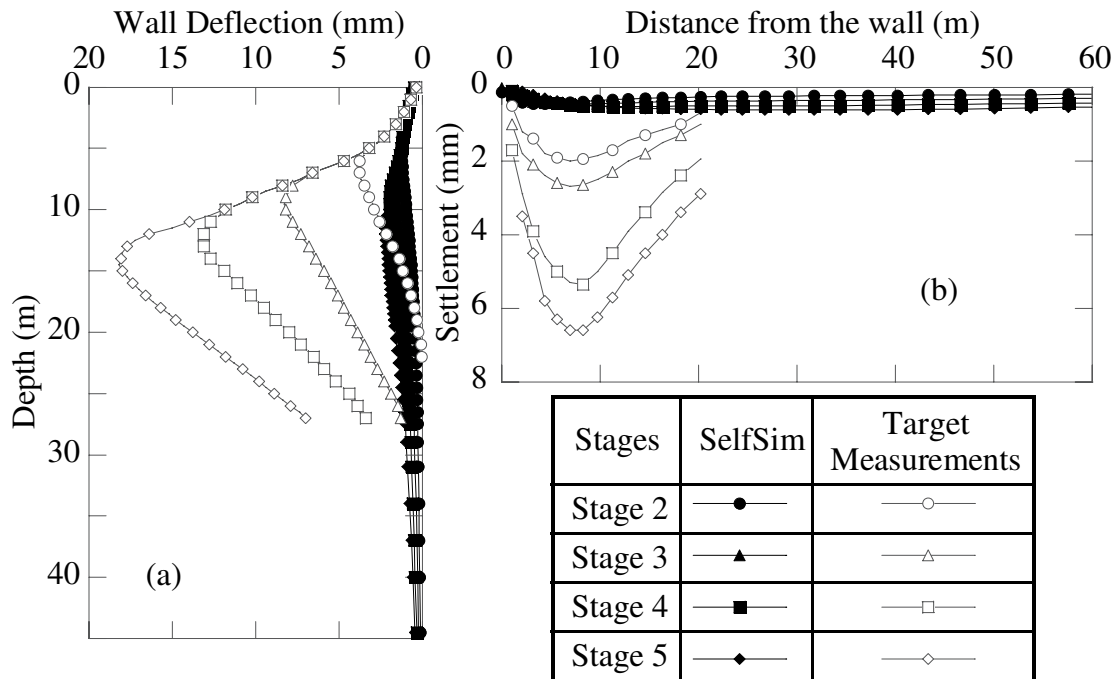 Wall Deflection (mm)
20 15 10 5 0
0
10
20
30
40
Depth (m)
(a)
Distance from the wall (m)
0 10 20 30 40 50 60
0
2
4
6
8
Settlement (mm)
(b)
Stages SelfSim Target Measurements
Stage 2
Stage 3
Stage 4
Stage 5